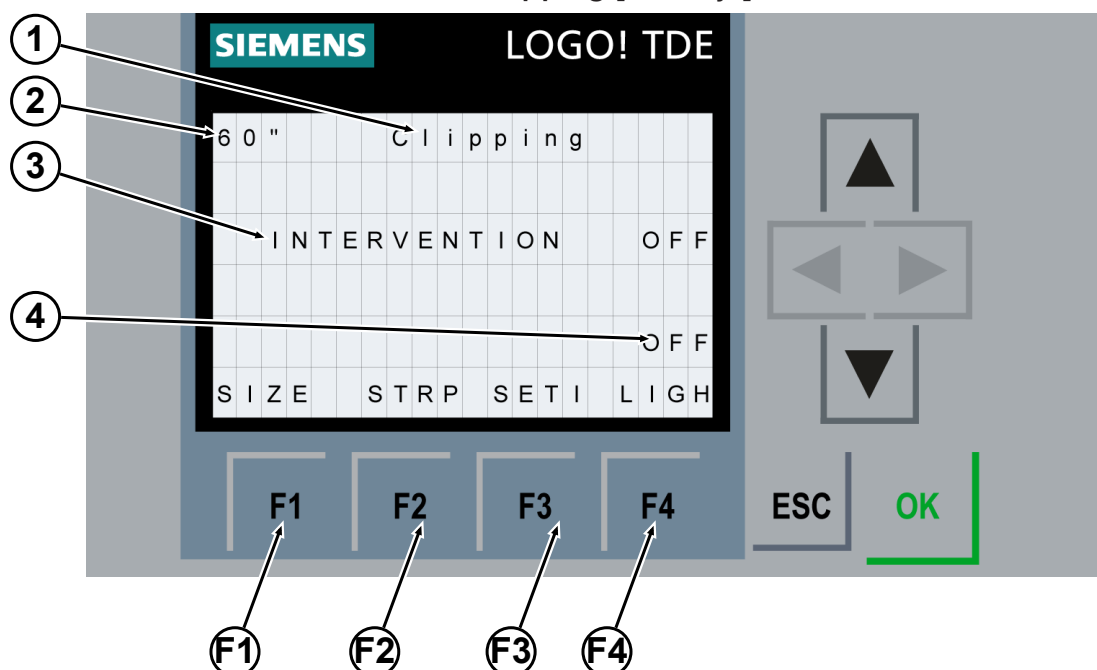 1
SIEMENS LOGO! TDE
2
60" Clipping
3
INTERVENTION OFF
4
OFF
SIZE STRP SETI LIGH
F1 F2 F3 F4 ESC OK
F1 F2 F3 F4